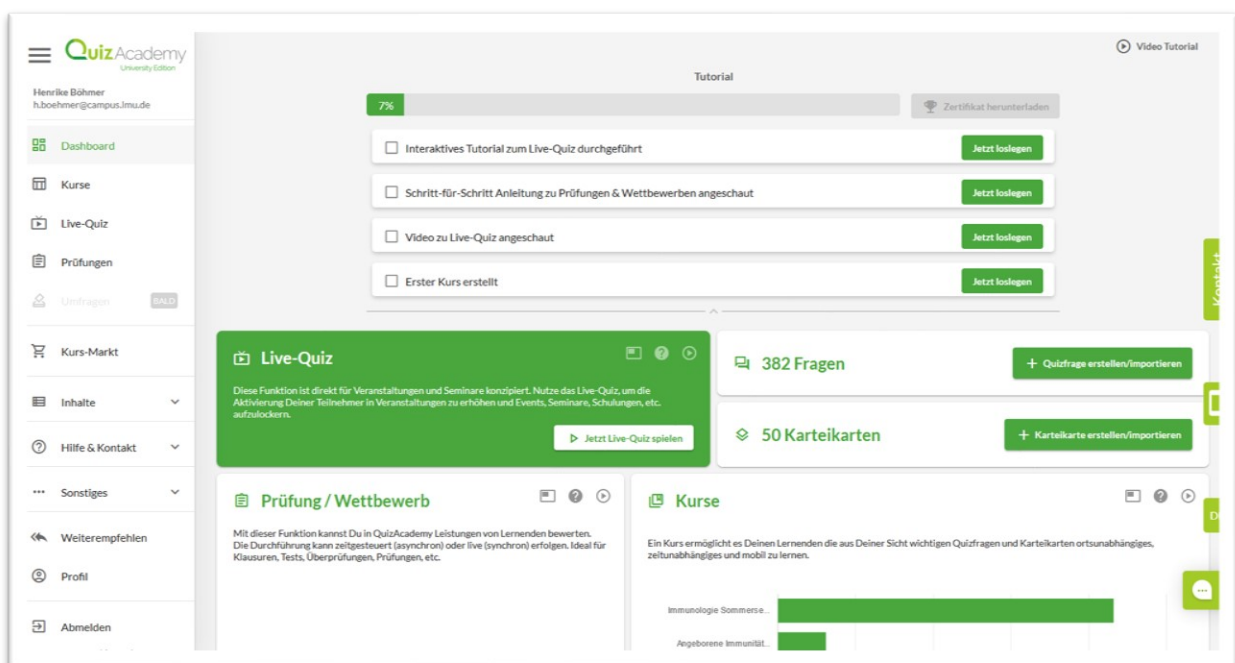 QuizAcademy
University Edition
Henrike Böhmer
h.boehmer@campus.lmu.de
Dashboard
Kurse
Live-Quiz
Prüfungen
Umfragen BALD
Kurs-Markt
Inhalte
Hilfe & Kontakt
Sonstiges
Weiterempfehlen
Profil
Abmelden
Video Tutorial
Tutorial
7%
Zertifikat herunterladen
Interaktives Tutorial zum Live-Quiz durchgeführt
Jetzt loslegen
Schritt-für-Schritt Anleitung zu Prüfungen & Wettbewerben angeschaut
Jetzt loslegen
Video zu Live-Quiz angeschaut
Jetzt loslegen
Erster Kurs erstellt
Jetzt loslegen
Live-Quiz
Diese Funktion ist direkt für Veranstaltungen und Seminare konzipiert. Nutze das Live-Quiz, um die
Aktivierung Deiner Teilnehmer in Veranstaltungen zu erhöhen und Events, Seminare, Schulungen, etc.
aufzulockern.
Jetzt Live-Quiz spielen
382 Fragen
+ Quizfrage erstellen/importieren
50 Karteikarten
+ Karteikarte erstellen/importieren
Prüfung / Wettbewerb
Mit dieser Funktion kannst Du in QuizAcademy Leistungen von Lernenden bewerten.
Die Durchführung kann zeitgesteuert (asynchron) oder live (synchron) erfolgen. Ideal für
Klausuren, Tests, Überprüfungen, Prüfungen, etc.
Kurse
Ein Kurs ermöglicht es Deinen Lernenden die aus Deiner Sicht wichtigen Quizfragen und Karteikarten ortsunabhängiges,
zeitunabhängiges und mobil zu lernen.
Immunologie Sommerse...
Angeborene Immunität...
Kontakt